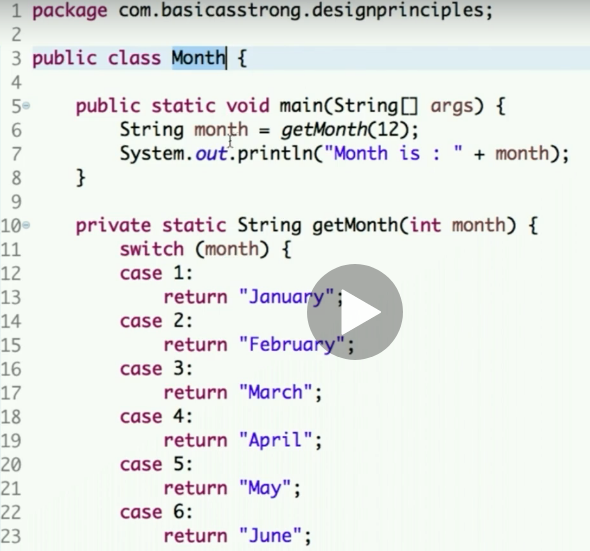 1 package com.basicasstrong.designprinciples;
2
3 public class Month {
4
5 public static void main(String[] args) {
6 String month = getMonth(12);
7 System.out.println("Month is : " + month);
8 }
9
10 private static String getMonth(int month) {
11 switch (month) {
12 case 1:
13 return "January";
14 case 2:
15 return "February";
16 case 3:
17 return "March";
18 case 4:
19 return "April";
20 case 5:
21 return "May";
22 case 6:
23 return "June";